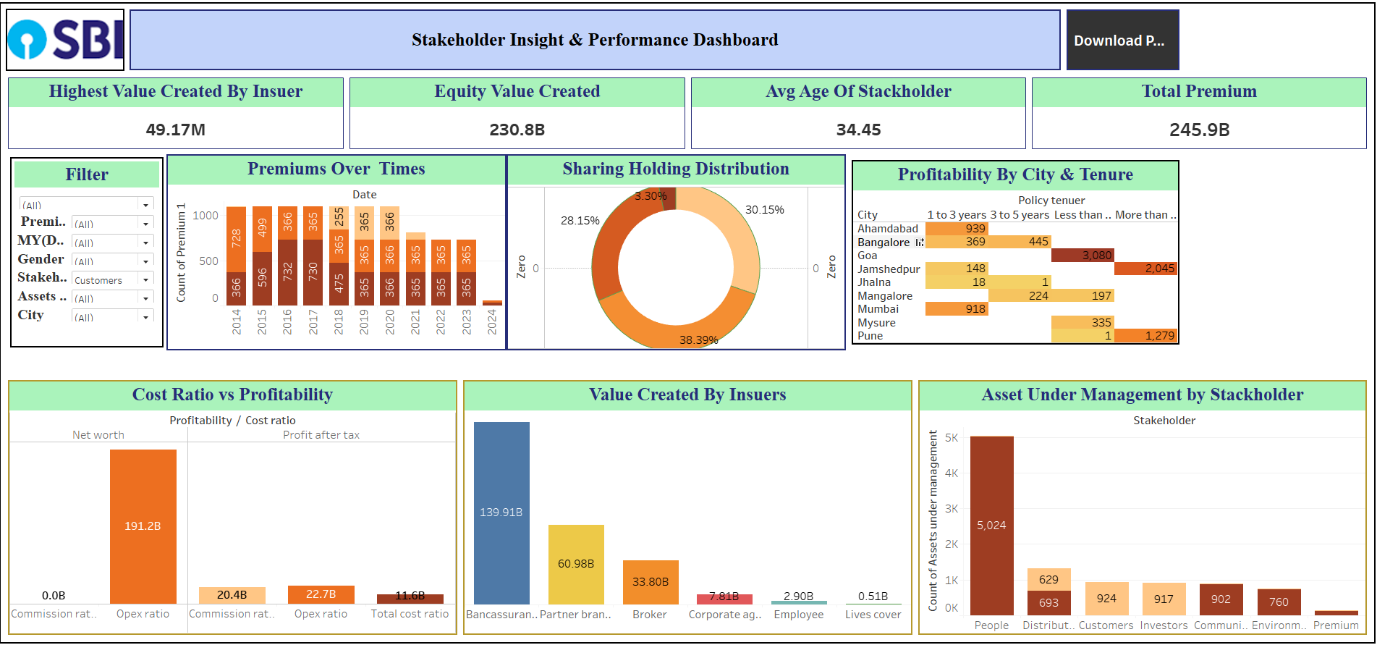 SBI
Stakeholder Insight & Performance Dashboard
Download P...
Highest Value Created By Insuer
49.17M
Equity Value Created
230.8B
Avg Age Of Stackholder
34.45
Total Premium
245.9B
Filter
(All)
Premi.. (All)
MY(D.. (All)
Gender (All)
Stakeh.. Customers
Assets .. (All)
City (All)
Premiums Over Times
Date
Count of Premium 1
1000
500
0
728 499 366 365 255 365 366
365 365 366 365 365 365
366 596 732 730 475 365 366 365 365 365
2014 2015 2016 2017 2018 2019 2020 2021 2022 2023 2024
Sharing Holding Distribution
3.30%
30.15%
28.15%
38.39%
Zero 0
0 Zero
Profitability By City & Tenure
Policy tenuer
City 1 to 3 years 3 to 5 years Less than .. More than ..
Ahamdabad 939
Bangalore 369 445
Goa 3,080
Jamshedpur 148 2,045
Jhalna 18 1
Mangalore 224 197
Mumbai 918
Mysure 335
Pune 1 1,279
Cost Ratio vs Profitability
Profitability / Cost ratio
Net worth Profit after tax
191.2B
0.0B 20.4B 22.7B 11.6B
Commission rat.. Opex ratio Commission rat.. Opex ratio Total cost ratio
Value Created By Insuers
139.91B
60.98B
33.80B
7.81B
2.90B
0.51B
Bancassuran.. Partner bran.. Broker Corporate ag.. Employee Lives cover
Asset Under Management by Stackholder
Stakeholder
Count of Assets under management
5K
4K
3K
2K
1K
0K
5,024
629
693 924 917 902 760
People Distribut.. Customers Investors Communi.. Environm.. Premium